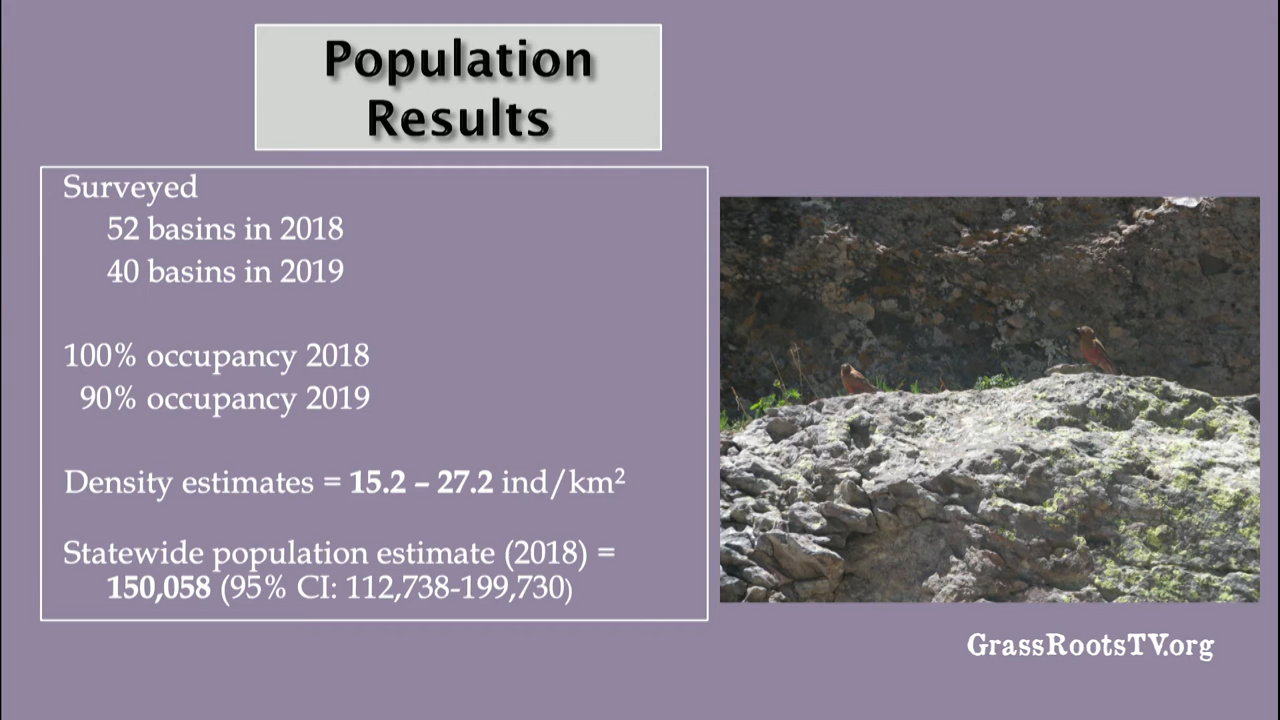 Population
Results
Surveyed
52 basins in 2018
40 basins in 2019
100% occupancy 2018
90% occupancy 2019
Density estimates = 15.2 – 27.2 ind/km²
Statewide population estimate (2018) =
150,058 (95% CI: 112,738-199,730)
GrassRootsTV.org